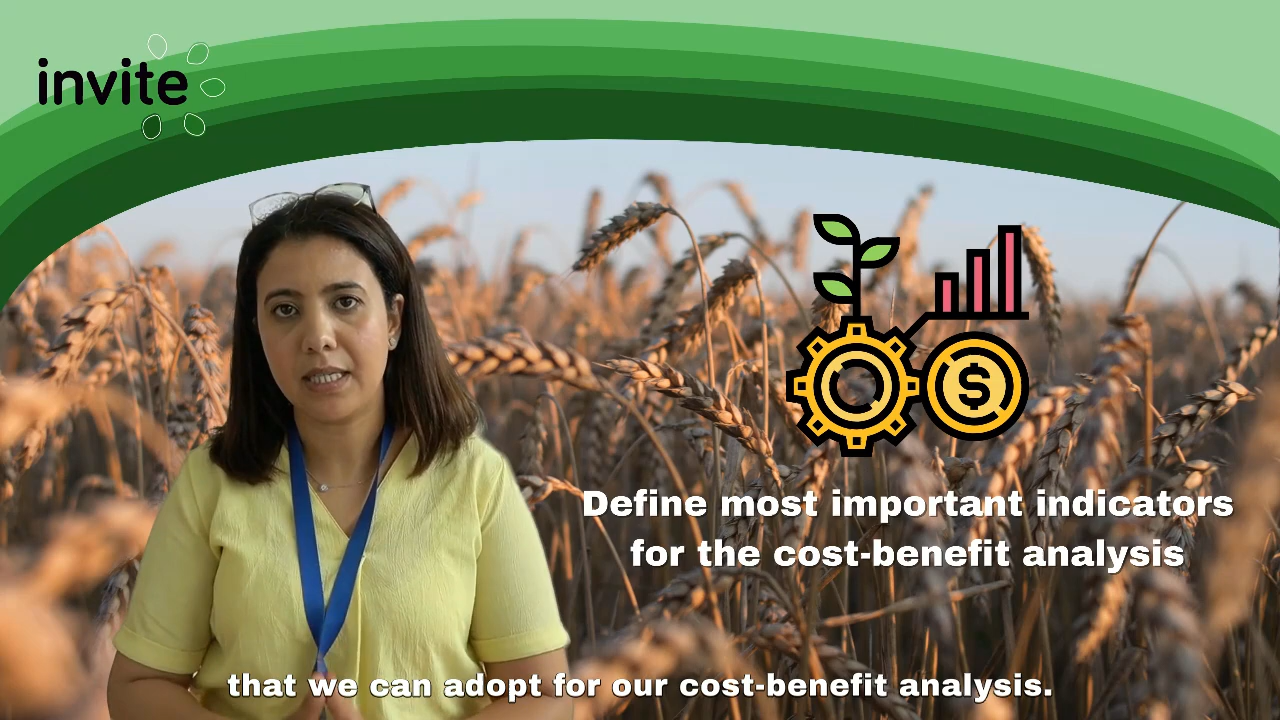 invite
Define most important indicators
for the cost-benefit analysis
$
that we can adopt for our cost-benefit analysis.